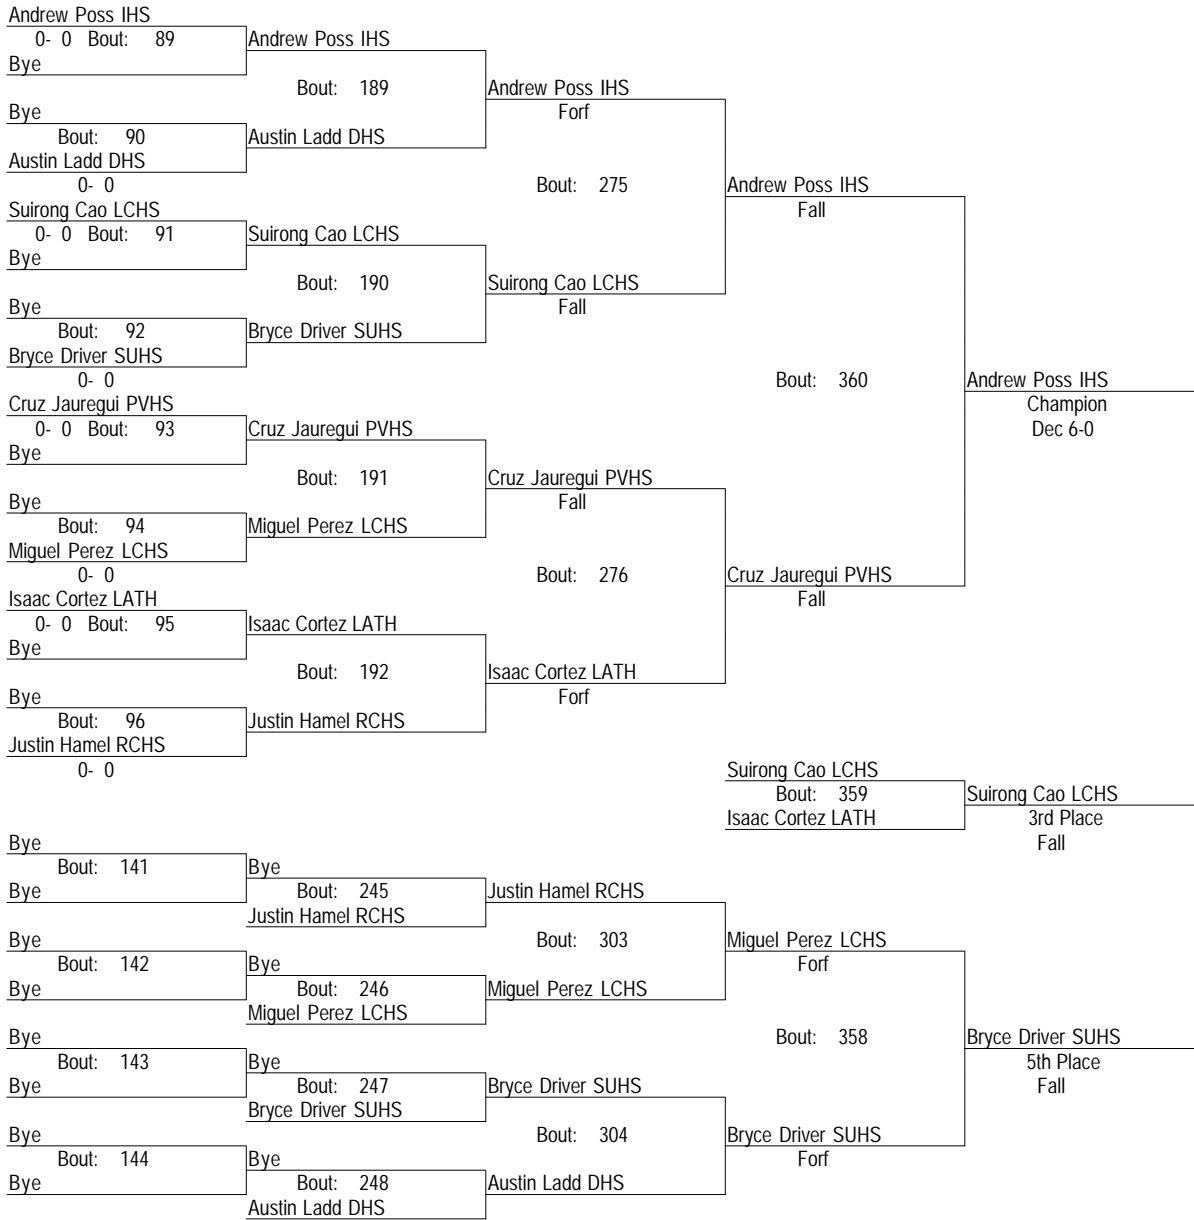 Andrew Poss IHS
0- 0 Bout: 89 Andrew Poss IHS
Bye
Bout: 189 Andrew Poss IHS
Bye Forf
Bout: 90 Austin Ladd DHS
Austin Ladd DHS
0- 0 Bout: 275 Andrew Poss IHS
Suirong Cao LCHS Fall
0- 0 Bout: 91 Suirong Cao LCHS
Bye
Bout: 190 Suirong Cao LCHS
Bye Fall
Bout: 92 Bryce Driver SUHS
Bryce Driver SUHS
0- 0 Bout: 360 Andrew Poss IHS
Cruz Jauregui PVHS Champion
0- 0 Bout: 93 Cruz Jauregui PVHS Dec 6-0
Bye
Bout: 191 Cruz Jauregui PVHS
Bye Fall
Bout: 94 Miguel Perez LCHS
Miguel Perez LCHS
0- 0 Bout: 276 Cruz Jauregui PVHS
Isaac Cortez LATH Fall
0- 0 Bout: 95 Isaac Cortez LATH
Bye
Bout: 192 Isaac Cortez LATH
Bye Forf
Bout: 96 Justin Hamel RCHS
Justin Hamel RCHS
0- 0 Suirong Cao LCHS
Bout: 359 Suirong Cao LCHS
Isaac Cortez LATH 3rd Place
Bye Fall
Bout: 141 Bye
Bye Bout: 245 Justin Hamel RCHS
Justin Hamel RCHS
Bye Bout: 303 Miguel Perez LCHS
Bout: 142 Bye Forf
Bye Bout: 246 Miguel Perez LCHS
Miguel Perez LCHS
Bye Bout: 358 Bryce Driver SUHS
Bout: 143 Bye 5th Place
Bye Bout: 247 Bryce Driver SUHS Fall
Bryce Driver SUHS
Bye Bout: 304 Bryce Driver SUHS
Bout: 144 Bye Forf
Bye Bout: 248 Austin Ladd DHS
Austin Ladd DHS